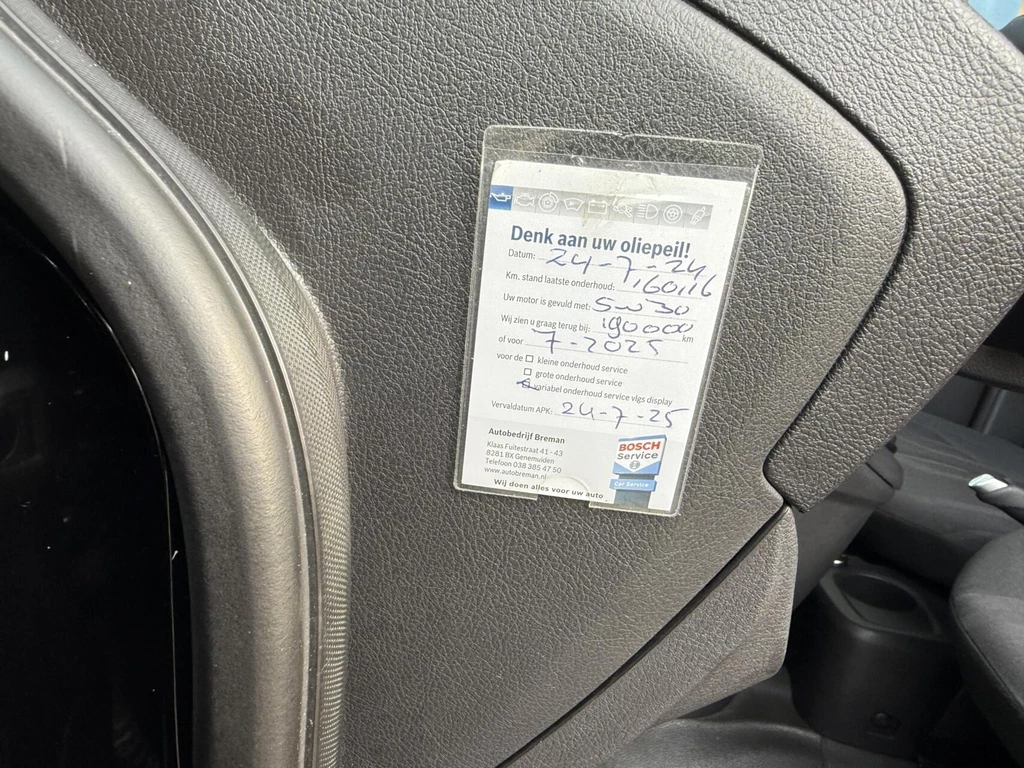 Denk aan uw oliepeil!
Datum: 24-7-24
Km. stand laatste onderhoud: 160116
Uw motor is gevuld met: 5w30
Wij zien u graag terug bij: 190000 km
of voor 7-2025
voor de kleine onderhoud service
grote onderhoud service
variabel onderhoud service vlgs display
Vervaldatum APK: 24-7-25
Autobedrijf Breman
Klaas Fuitestraat 41 - 43
8281 BX Genemuiden
Telefoon 038 385 47 50
www.autobreman.nl
Wij doen alles voor uw auto
BOSCH
Service
Car Service